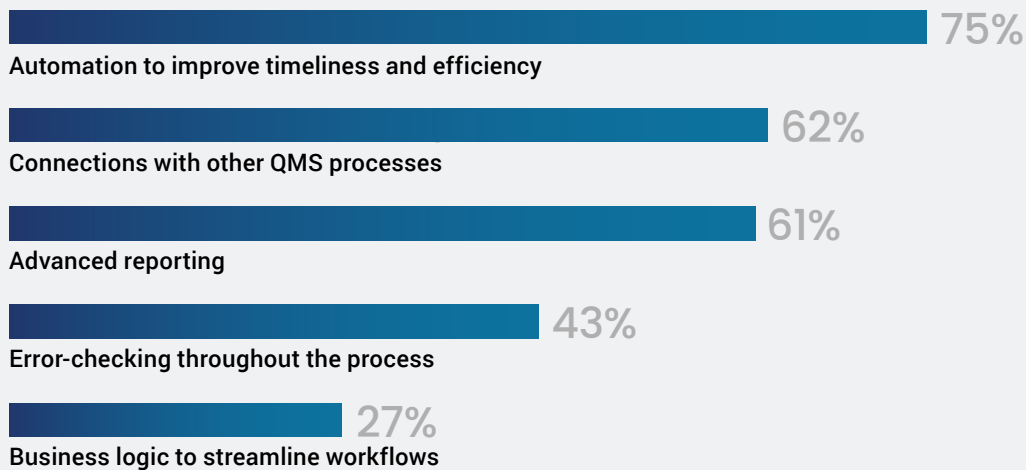 75%
Automation to improve timeliness and efficiency
62%
Connections with other QMS processes
61%
Advanced reporting
43%
Error-checking throughout the process
27%
Business logic to streamline workflows